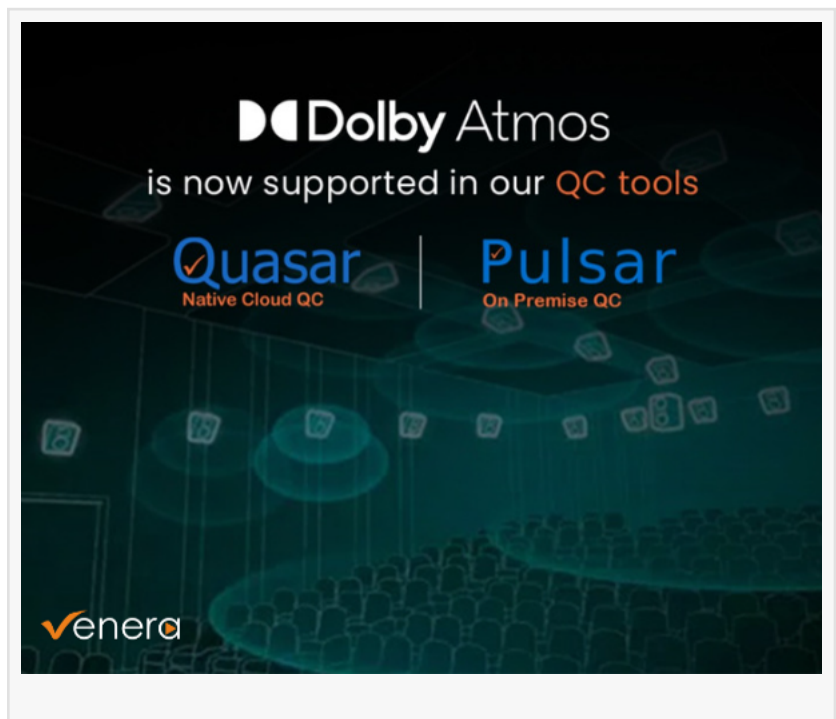 Dolby Atmos
is now supported in our QC tools
Quasar
Native Cloud QC
Pulsar
On Premise QC
Venera